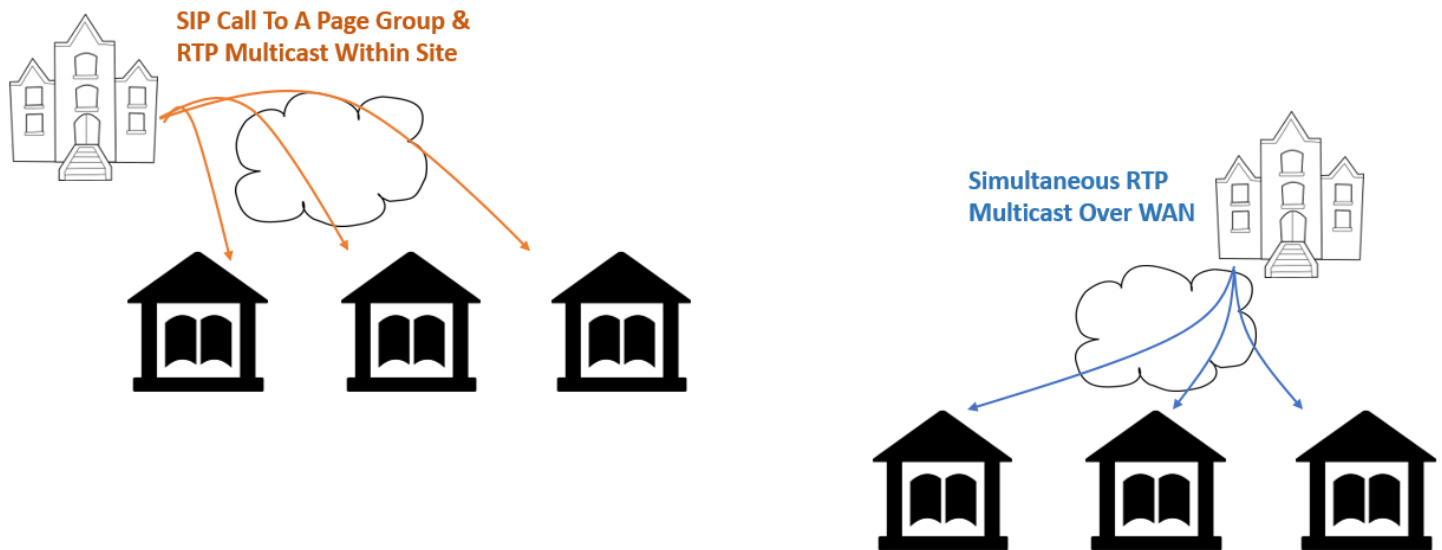 SIP Call To A Page Group &
RTP Multicast Within Site
Simultaneous RTP
Multicast Over WAN